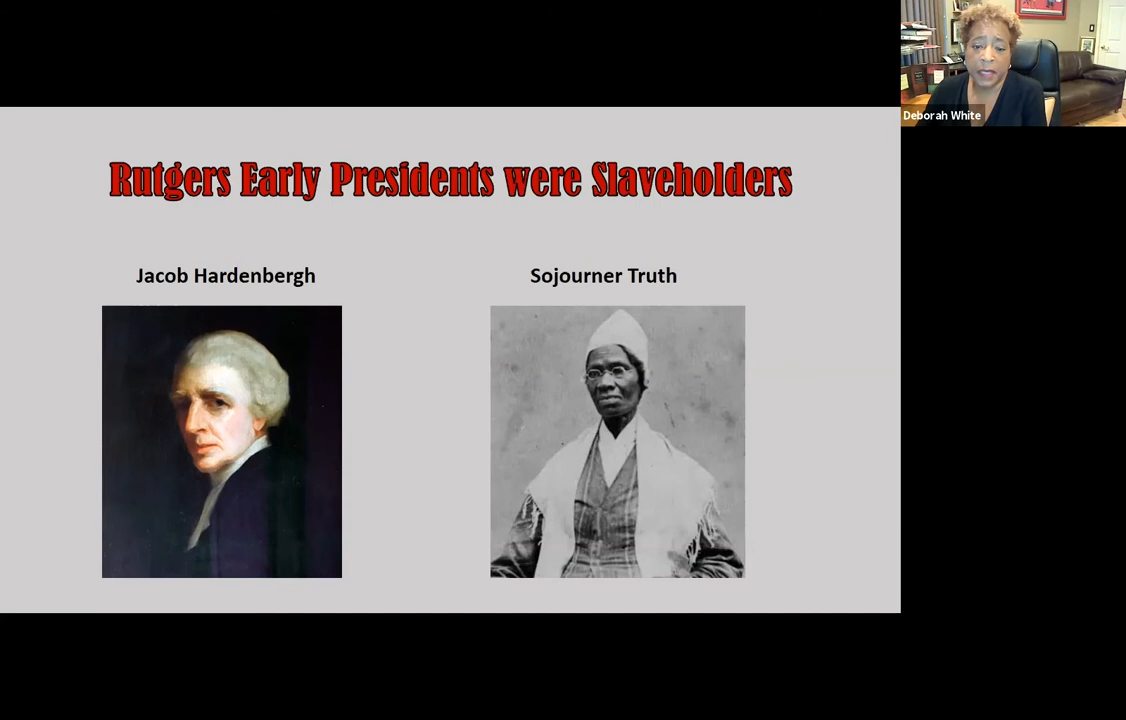 Deborah White
Rutgers Early Presidents were Slaveholders
Jacob Hardenbergh
Sojourner Truth